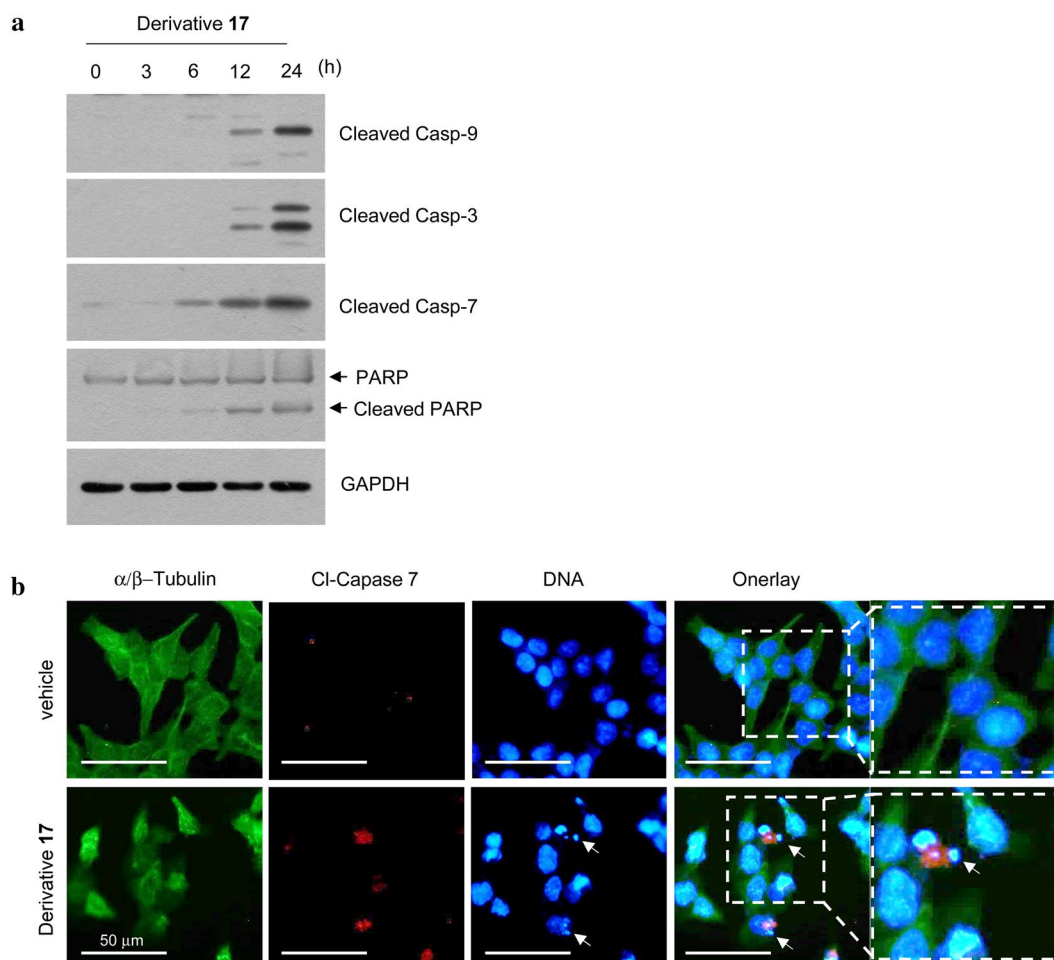 a
Derivative 17
0 3 6 12 24 (h)
Cleaved Casp-9
Cleaved Casp-3
Cleaved Casp-7
PARP
Cleaved PARP
GAPDH
b
α/β–Tubulin Cl-Capase 7 DNA Onerlay
vehicle
Derivative 17
50 μm